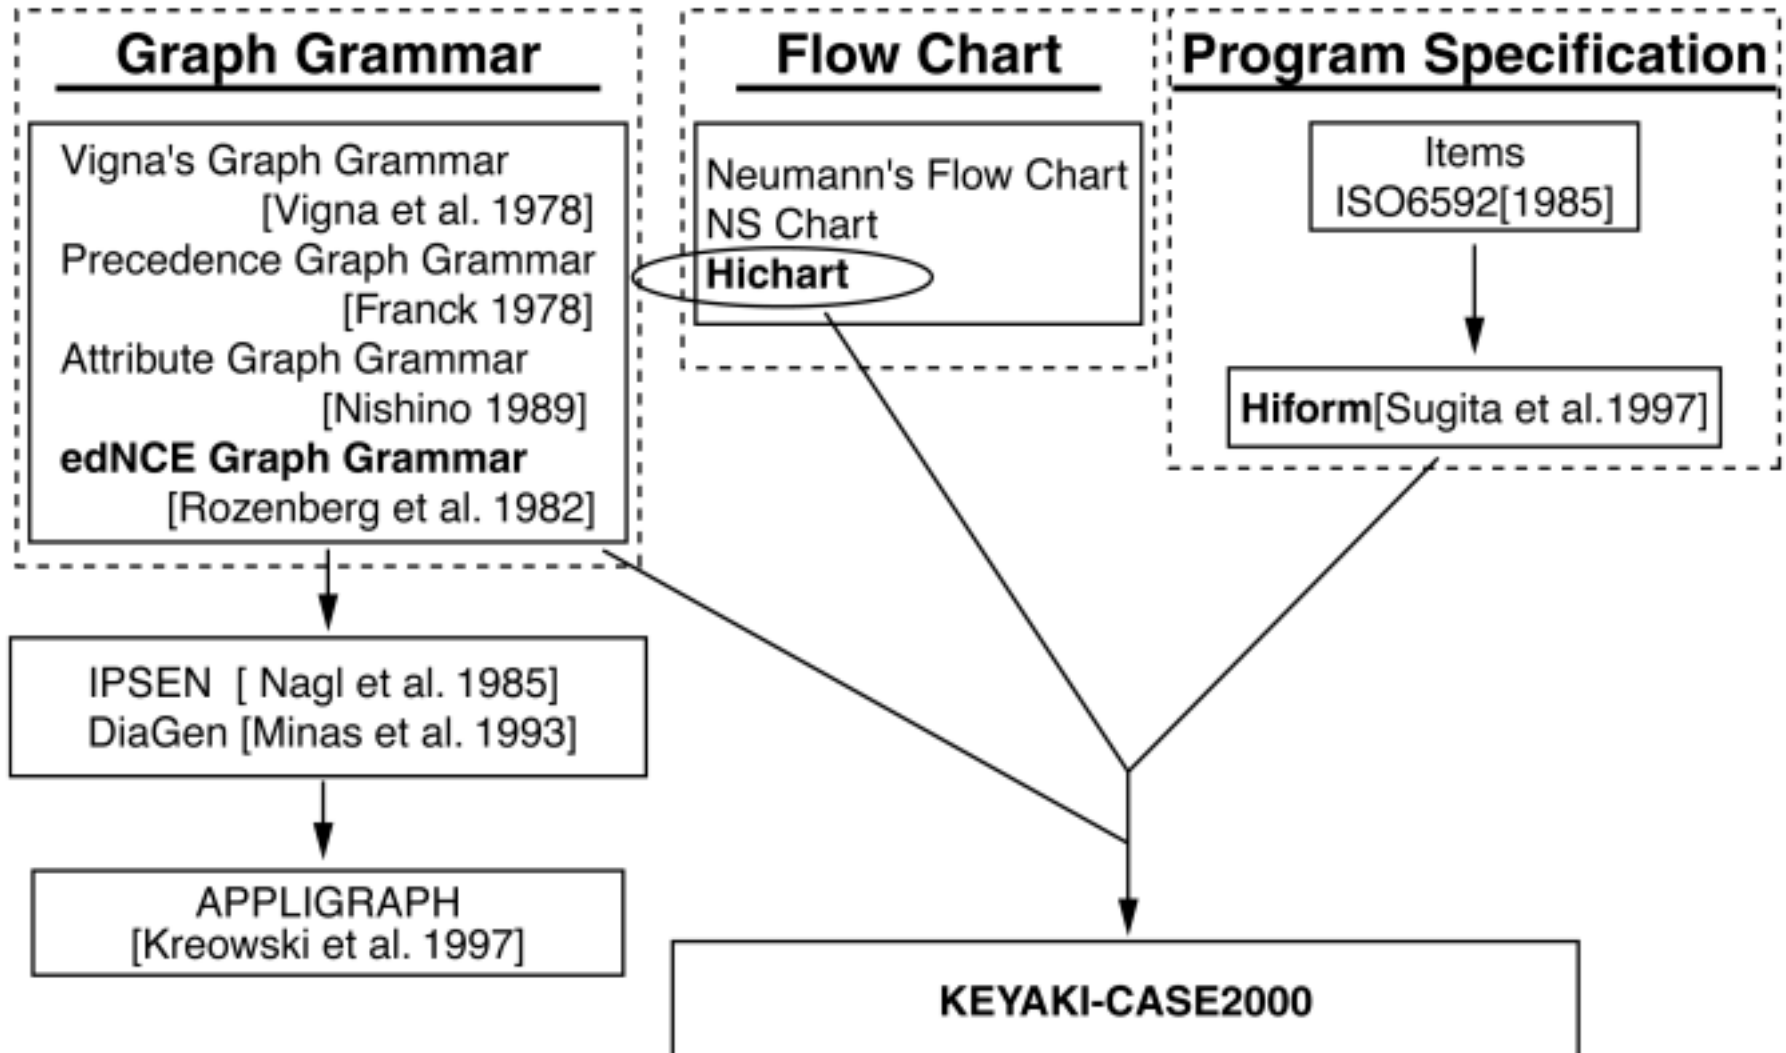 Graph Grammar
Vigna's Graph Grammar
[Vigna et al. 1978]
Precedence Graph Grammar
[Franck 1978]
Attribute Graph Grammar
[Nishino 1989]
edNCE Graph Grammar
[Rozenberg et al. 1982]
IPSEN [ Nagl et al. 1985]
DiaGen [Minas et al. 1993]
APPLIGRAPH
[Kreowski et al. 1997]
Flow Chart
Neumann's Flow Chart
NS Chart
Hichart
Program Specification
Items
ISO6592[1985]
Hiform[Sugita et al.1997]
KEYAKI-CASE2000